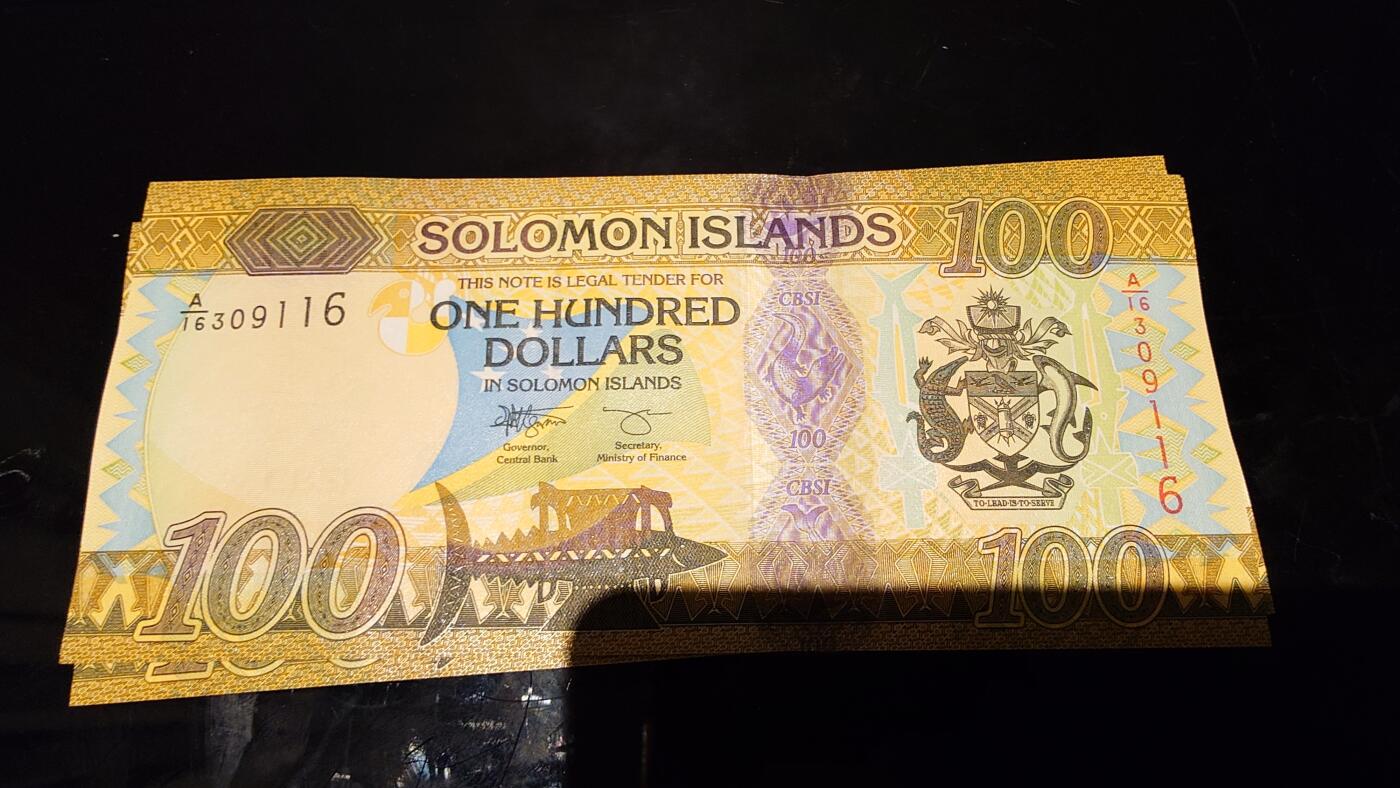 SOLOMON ISLANDS
100
THIS NOTE IS LEGAL TENDER FOR
ONE HUNDRED
DOLLARS
IN SOLOMON ISLANDS
Governor,
Central Bank
Secretary,
Ministry of Finance
A/16 309116
100
100
CBSI
100
CBSI
A/16 309116
TO·LEAD·IS·TO·SERVE
100